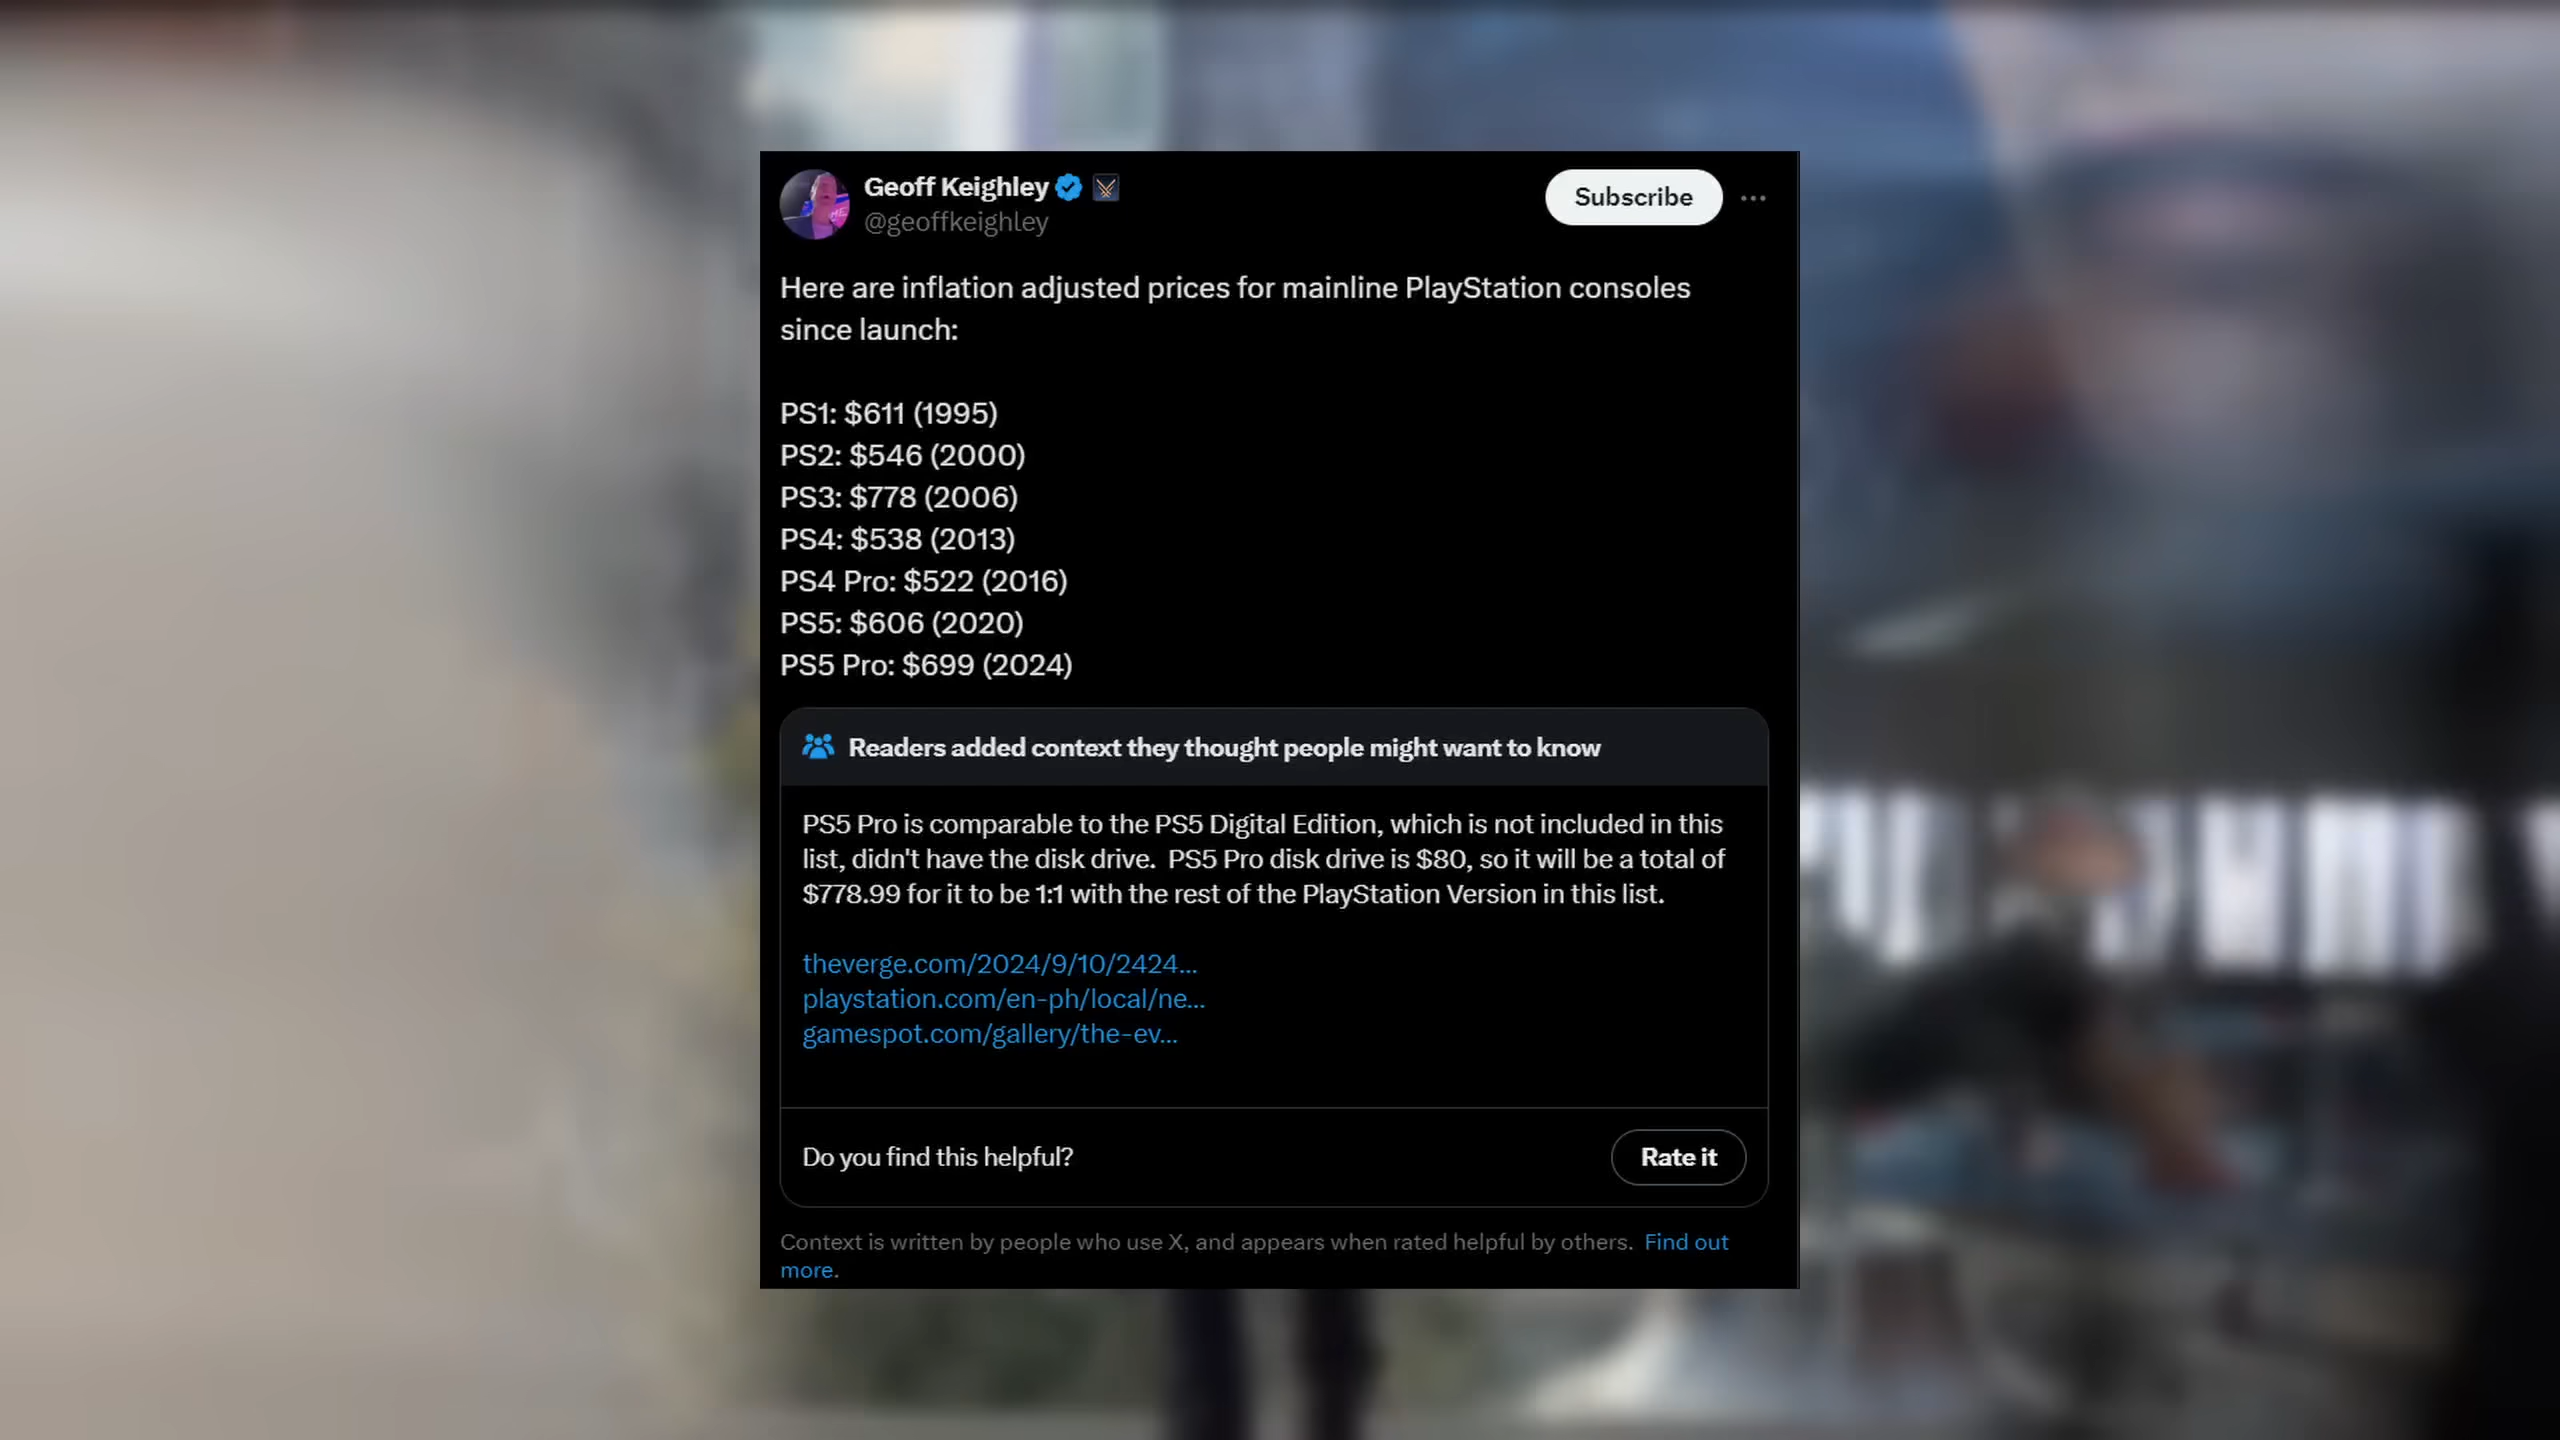 Geoff Keighley
@geoffkeighley
Subscribe
Here are inflation adjusted prices for mainline PlayStation consoles
since launch:
PS1: $611 (1995)
PS2: $546 (2000)
PS3: $778 (2006)
PS4: $538 (2013)
PS4 Pro: $522 (2016)
PS5: $606 (2020)
PS5 Pro: $699 (2024)
Readers added context they thought people might want to know
PS5 Pro is comparable to the PS5 Digital Edition, which is not included in this
list, didn't have the disk drive.  PS5 Pro disk drive is $80, so it will be a total of
$778.99 for it to be 1:1 with the rest of the PlayStation Version in this list.
theverge.com/2024/9/10/2424...
playstation.com/en-ph/local/ne...
gamespot.com/gallery/the-ev...
Do you find this helpful?
Rate it
Context is written by people who use X, and appears when rated helpful by others.  Find out
more.